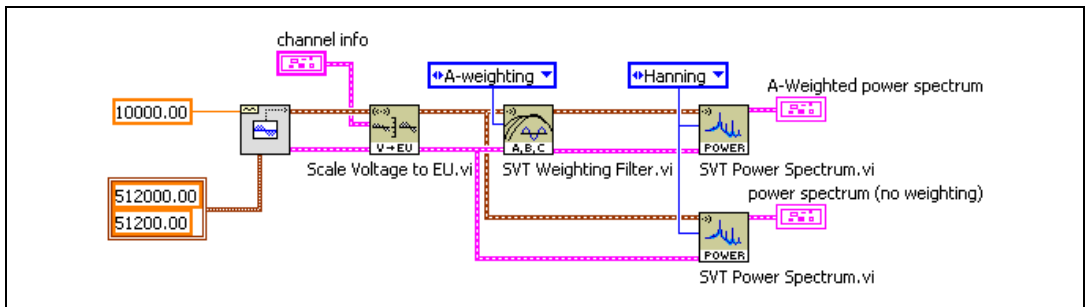 channel info
A-weighting
Hanning
A-Weighted power spectrum
10000.00
V→EU
A,B,C
POWER
Scale Voltage to EU.vi
SVT Weighting Filter.vi
SVT Power Spectrum.vi
512000.00
51200.00
power spectrum (no weighting)
POWER
SVT Power Spectrum.vi